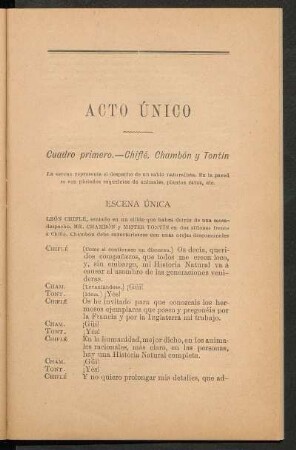 ACTO ÚNICO
Cuadro primero.—Chiflé, Chambón y Tontín
La escena representa el despacho de un sabio naturalista. En la pared
se ven pintados esqueletos de animales, plantas raras, etc.
ESCENA ÚNICA
LEÓN CHIFLÉ, sentado en un sillón que habrá detrás de una mesa-
despacho, MR. CHAMBÓN y MISTER TONTÍN en dos sillones frente
á Chiflé. Chambón debe caracterizarse con unas orejas descomunales
CHIFLÉ (Como si continuara un discurso.) Os decía, queri-
dos compañeros, que todos me creen loco,
y, sin embargo, mi Historia Natural va á
causar el asombro de las generaciones veni-
deras.
CHAM. (Levantándose.) ¡Güi!
TONT. (Idem.) ¡Yes!
CHIFLÉ Os he invitado para que conozcáis los her-
mosos ejemplares que poseo y pregonéis por
la Francia y por la Inglaterra mi trabajo.
CHAM. ¡Güi!
TONT. ¡Yes!
CHIFLÉ En la humanidad, mejor dicho, en los anima-
les racionales, más claro, en las personas,
hay una Historia Natural completa.
CHAM. ¡Güi!
TONT. ¡Yes!
CHIFLÉ Y no quiero prolongar más detalles, que ad-